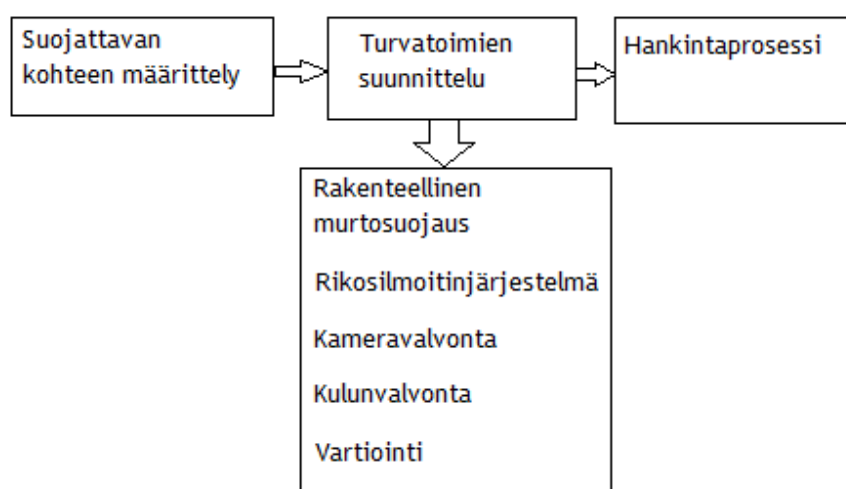 Suojattavan
kohteen määrittely
Turvatoimien
suunnittelu
Hankintaprosessi
Rakenteellinen
murtosuojaus
Rikosilmoitinjärjestelmä
Kameravalvonta
Kulunvalvonta
Vartiointi